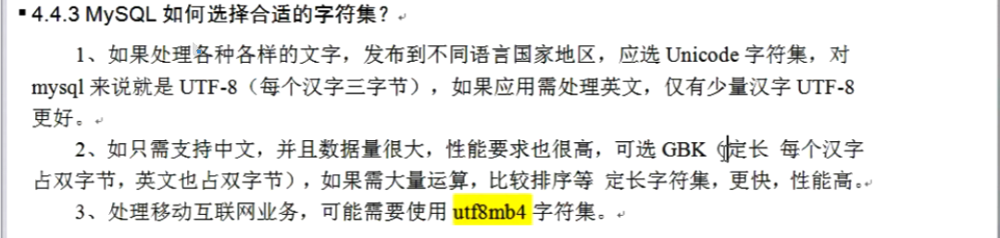 ▪ 4.4.3 MySQL 如何选择合适的字符集？
1、如果处理各种各样的文字，发布到不同语言国家地区，应选 Unicode 字符集，对
mysql 来说就是 UTF-8（每个汉字三字节），如果应用需处理英文，仅有少量汉字 UTF-8
更好。
2、如只需支持中文，并且数据量很大，性能要求也很高，可选 GBK（定长 每个汉字
占双字节，英文也占双字节），如果需大量运算，比较排序等 定长字符集，更快，性能高。
3、处理移动互联网业务，可能需要使用 utf8mb4 字符集。